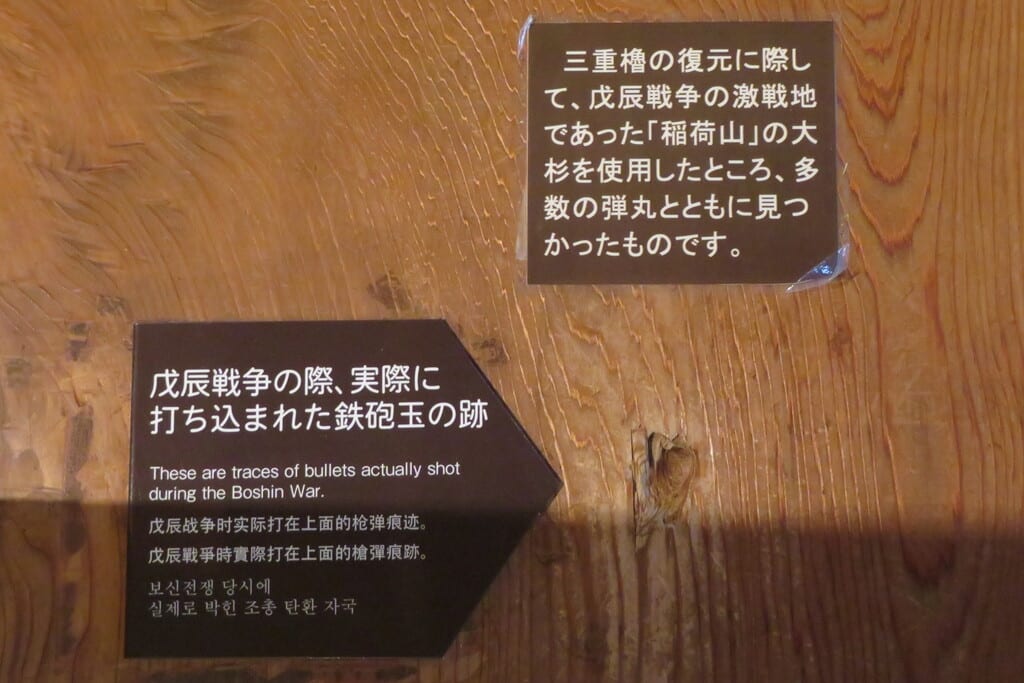 三重櫓の復元に際し
て、戊辰戦争の激戦地
であった「稲荷山」の大
杉を使用したところ、多
数の弾丸とともに見つ
かったものです。
戊辰戦争の際、実際に
打ち込まれた鉄砲玉の跡
These are traces of bullets actually shot
during the Boshin War.
戊辰战争时实际打在上面的枪弹痕迹。
戊辰戰爭時實際打在上面的槍彈痕跡。
보신전쟁 당시에
실제로 박힌 조총 탄환 자국